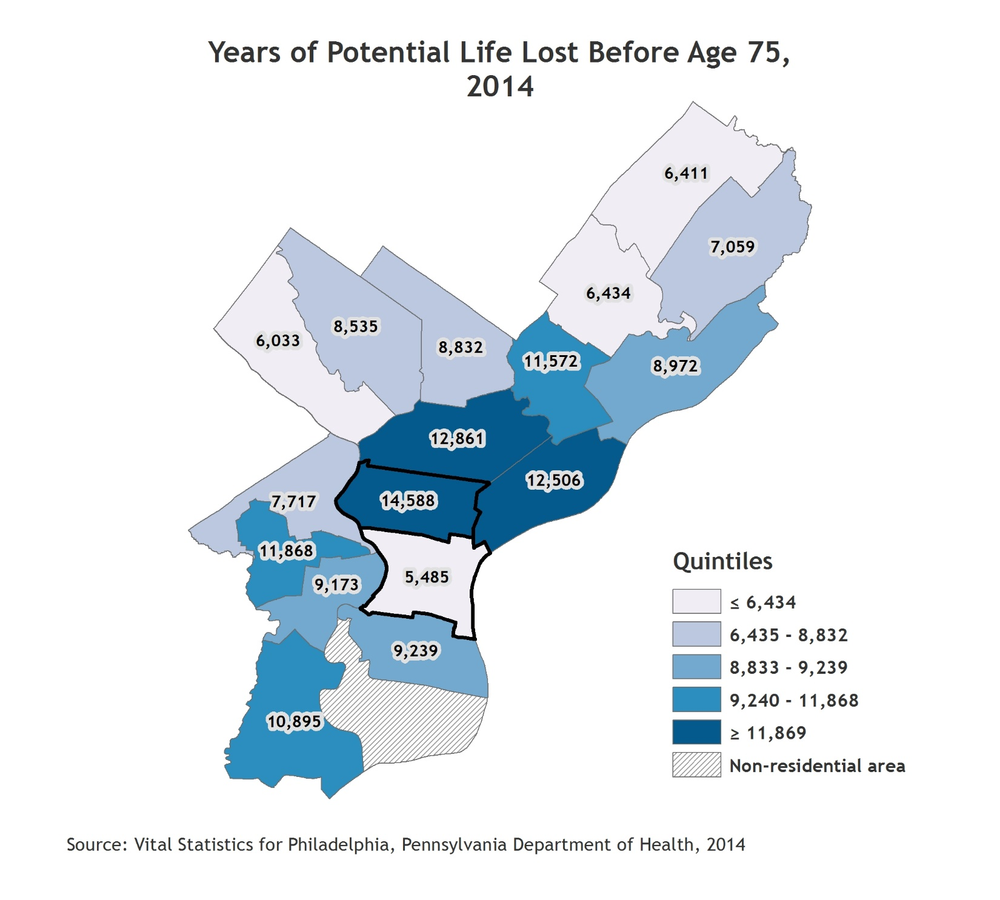 Years of Potential Life Lost Before Age 75,
2014
6,411
7,059
6,434
8,535
6,033
8,832
11,572
8,972
12,861
12,506
14,588
7,717
11,868
5,485
9,173
9,239
10,895
Quintiles
≤ 6,434
6,435 - 8,832
8,833 - 9,239
9,240 - 11,868
≥ 11,869
Non-residential area
Source: Vital Statistics for Philadelphia, Pennsylvania Department of Health, 2014